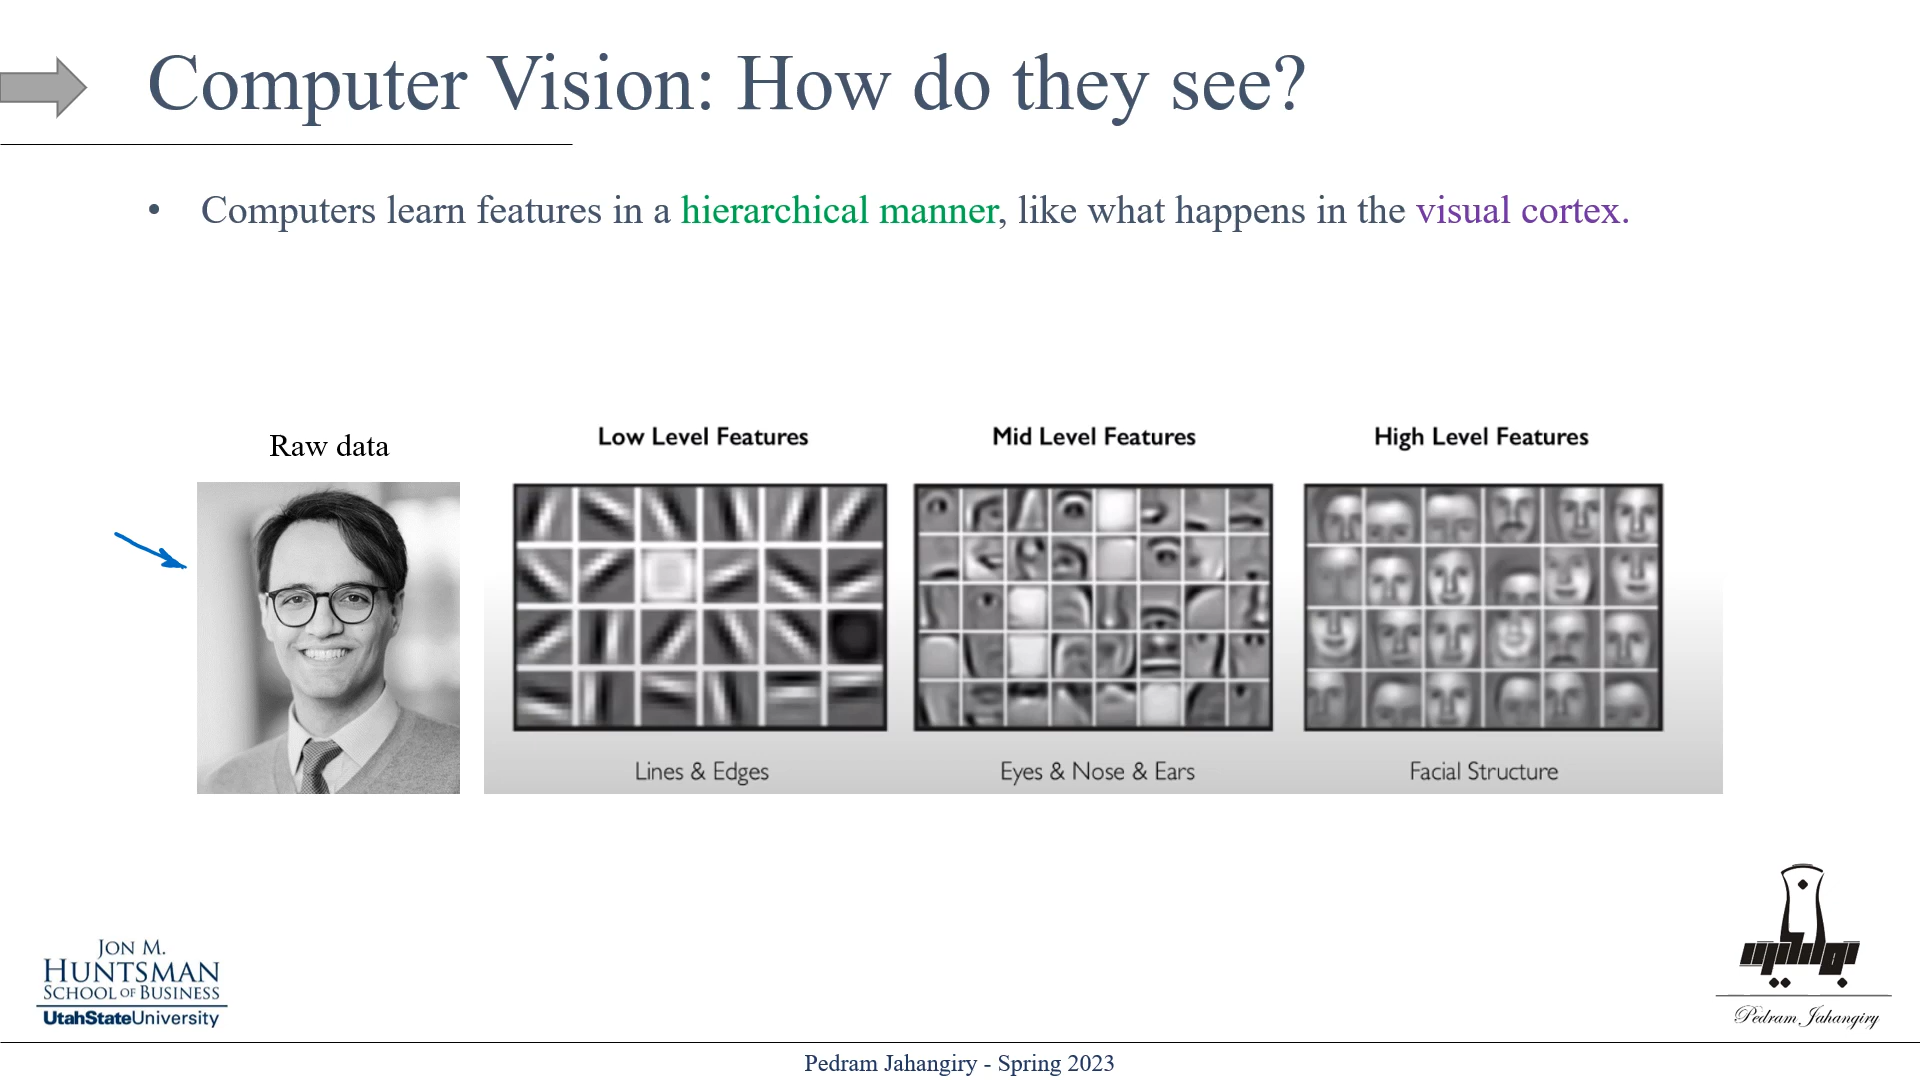 Computer Vision: How do they see?
• Computers learn features in a hierarchical manner, like what happens in the visual cortex.
Raw data
Low Level Features
Mid Level Features
High Level Features
Lines & Edges
Eyes & Nose & Ears
Facial Structure
JON M.
HUNTSMAN
SCHOOL OF BUSINESS
UtahStateUniversity
Pedram Jahangiry
Pedram Jahangiry - Spring 2023